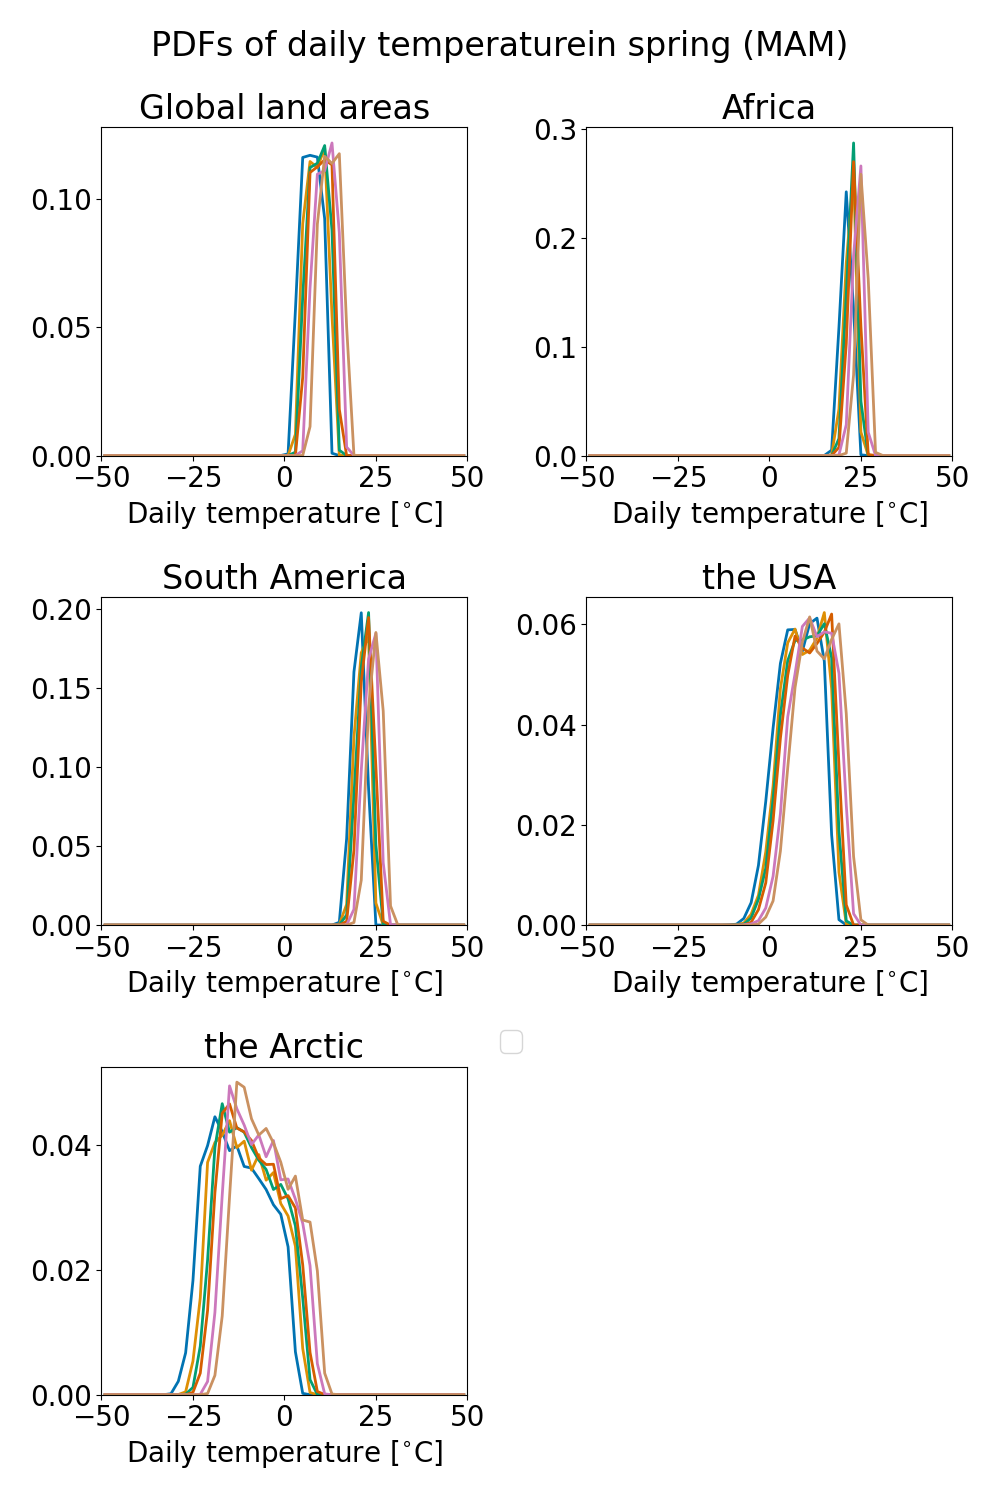 PDFs of daily temperaturein spring (MAM)
Global land areas
0.10
0.05
0.00
−50 −25 0 25 50
Daily temperature [°C]
Africa
0.3
0.2
0.1
0.0
−50 −25 0 25 50
Daily temperature [°C]
South America
0.20
0.15
0.10
0.05
0.00
−50 −25 0 25 50
Daily temperature [°C]
the USA
0.06
0.04
0.02
0.00
−50 −25 0 25 50
Daily temperature [°C]
the Arctic
0.04
0.02
0.00
−50 −25 0 25 50
Daily temperature [°C]